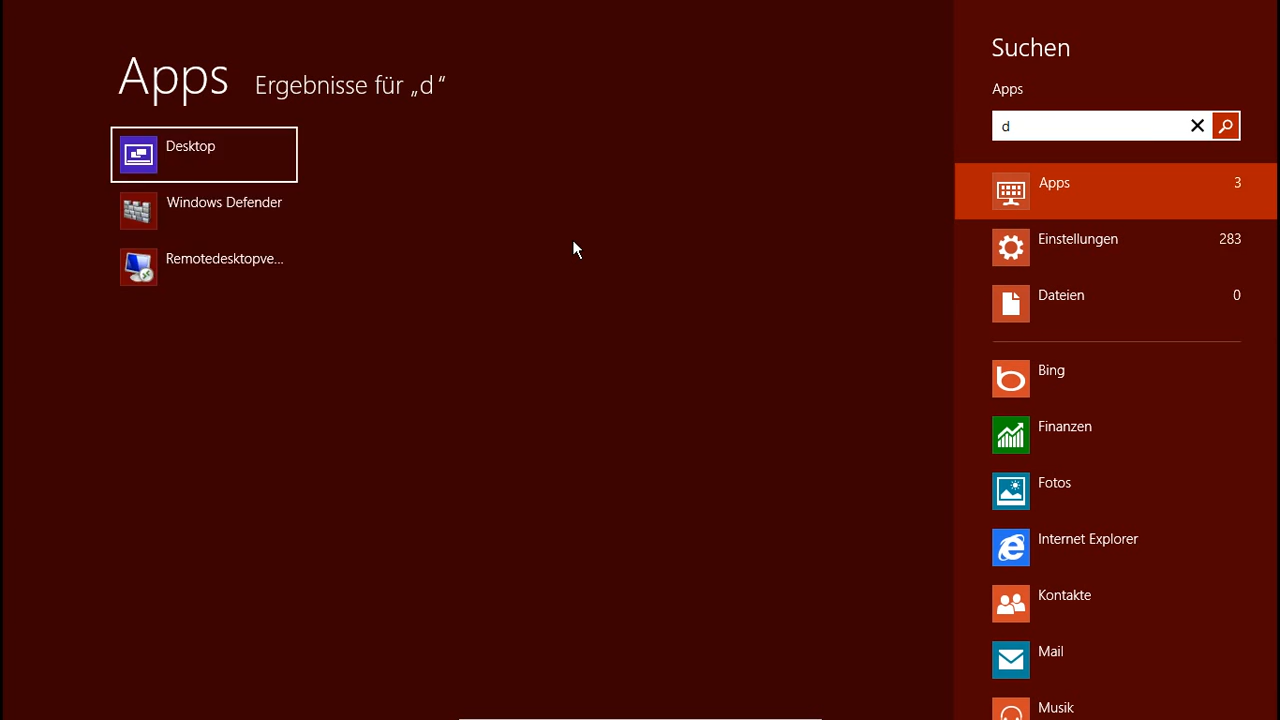 Apps Ergebnisse für „d“
Desktop
Windows Defender
Remotedesktopve...
Suchen
Apps
d
Apps 3
Einstellungen 283
Dateien 0
Bing
Finanzen
Fotos
Internet Explorer
Kontakte
Mail
Musik